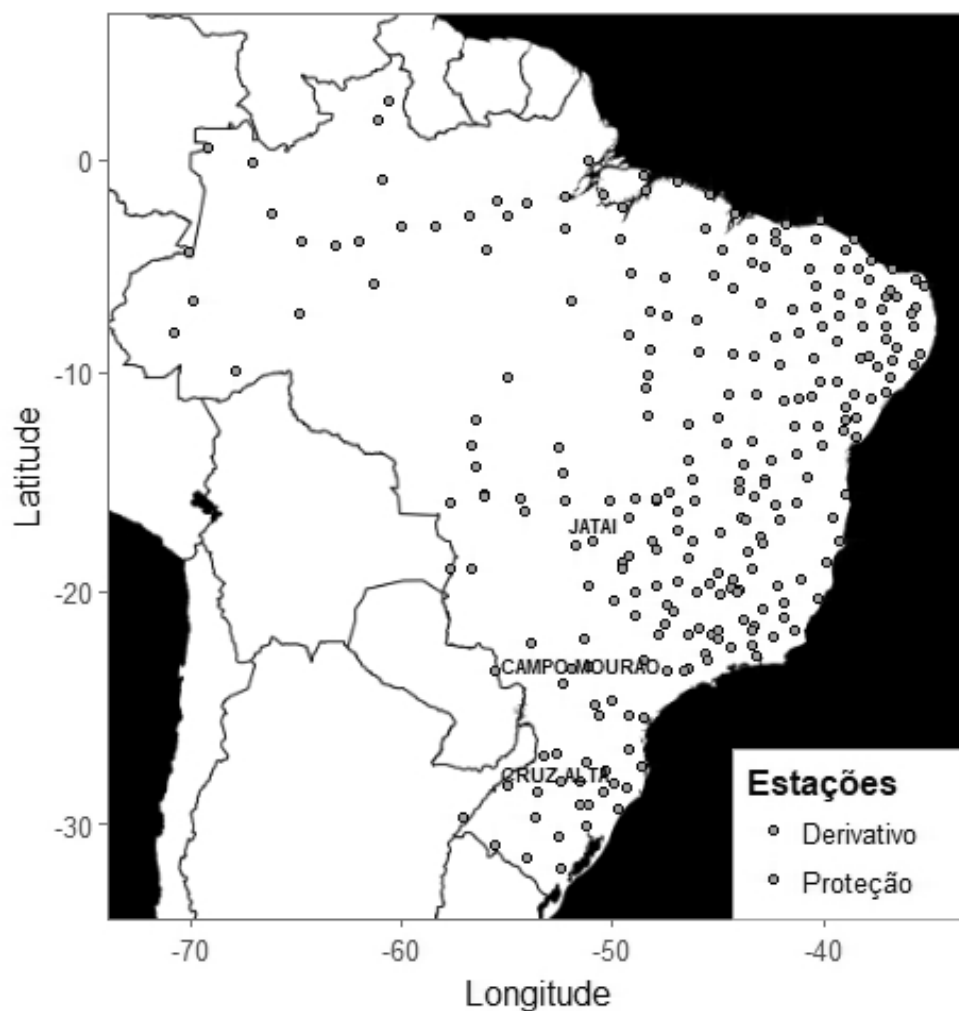 0
-10
-20
-30
Latitude
JATAI
CAMPO MOURAO
CRUZ ALTA
Estações
Derivativo
Proteção
-70 -60 -50 -40
Longitude